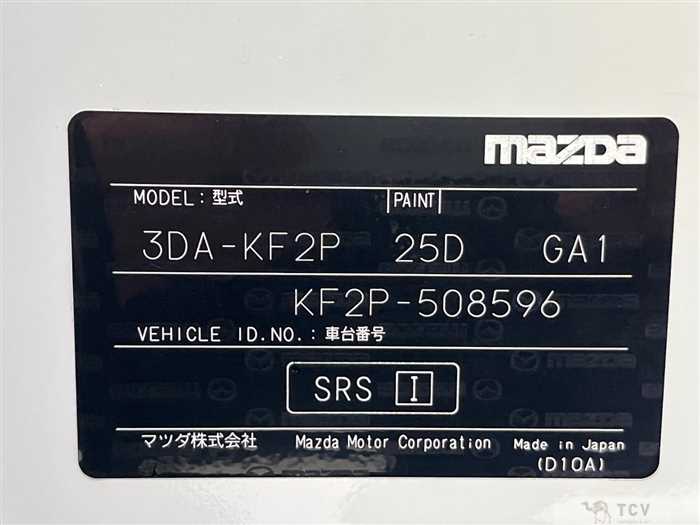 mazda
MODEL: 型式 PAINT
3DA-KF2P 25D GA1
KF2P-508596
VEHICLE ID.NO.: 車台番号
SRS I
マツダ株式会社 Mazda Motor Corporation Made in Japan
(D10A)
TCV